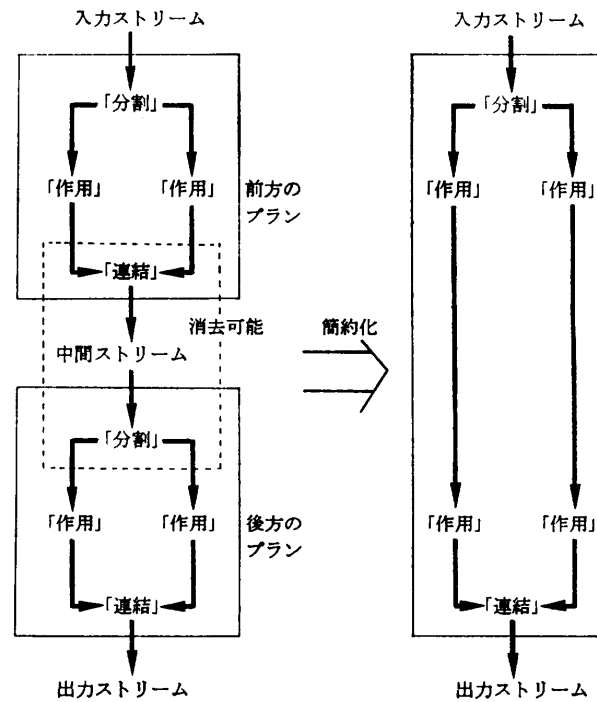 入力ストリーム
「分割」
「作用」
「作用」
前方の
プラン
「連結」
消去可能
中間ストリーム
「分割」
「作用」
「作用」
後方の
プラン
「連結」
出力ストリーム
簡約化
入力ストリーム
「分割」
「作用」
「作用」
「作用」
「作用」
「連結」
出力ストリーム